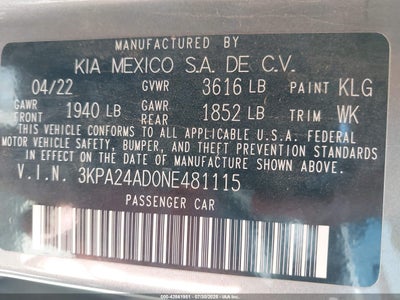 MANUFACTURED BY
KIA MEXICO S.A. DE C.V.
04/22 GVWR 3616 LB PAINT KLG
GAWR FRONT 1940 LB GAWR REAR 1852 LB TRIM WK
THIS VEHICLE CONFORMS TO ALL APPLICABLE U.S.A. FEDERAL
MOTOR VEHICLE SAFETY, BUMPER, AND THEFT PREVENTION STANDARDS
IN EFFECT ON THE DATE OF MANUFACTURE SHOWN
ABOVE.
V.I.N. 3KPA24AD0NE481115
PASSENGER CAR